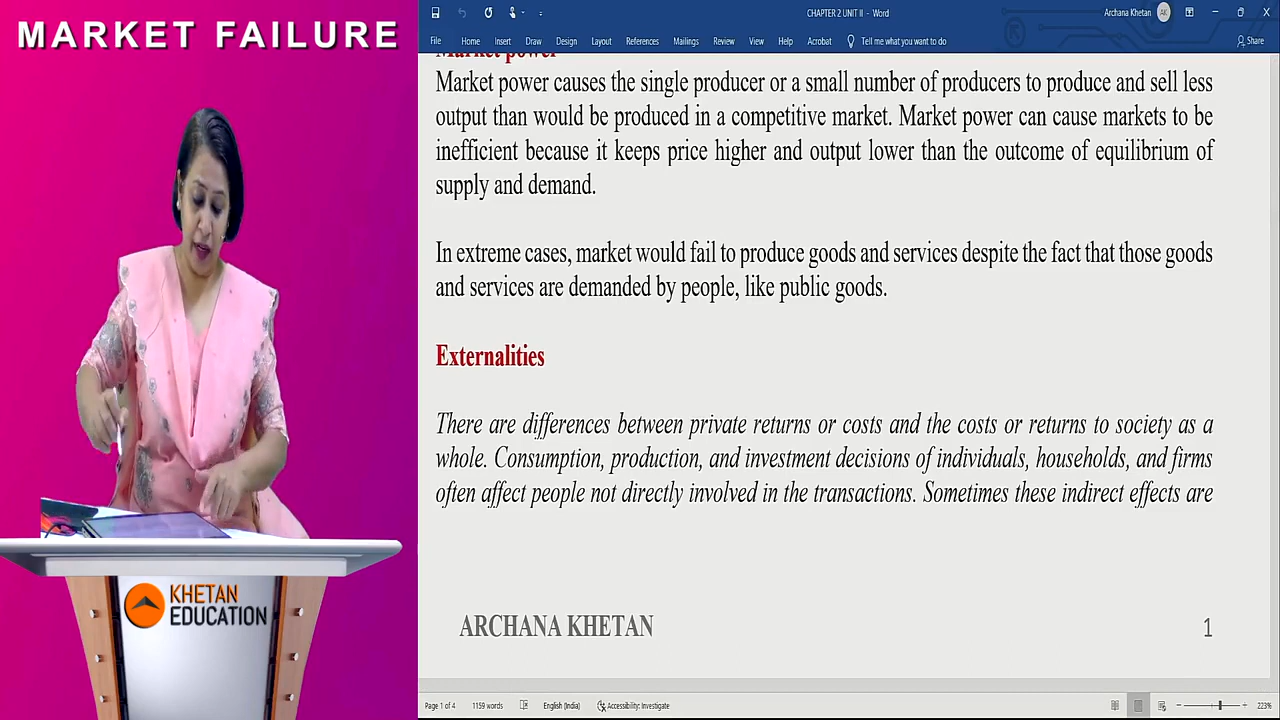 MARKET FAILURE
CHAPTER 2 UNIT II - Word
Archana Khetan
AK
File Home Insert Draw Design Layout References Mailings Review View Help Acrobat Tell me what you want to do
Share
Market power
Market power causes the single producer or a small number of producers to produce and sell less
output than would be produced in a competitive market. Market power can cause markets to be
inefficient because it keeps price higher and output lower than the outcome of equilibrium of
supply and demand.
In extreme cases, market would fail to produce goods and services despite the fact that those goods
and services are demanded by people, like public goods.
Externalities
There are differences between private returns or costs and the costs or returns to society as a
whole. Consumption, production, and investment decisions of individuals, households, and firms
often affect people not directly involved in the transactions. Sometimes these indirect effects are
ARCHANA KHETAN
1
KHETAN
EDUCATION
Page 1 of 4 1159 words English (India) Accessibility: Investigate
223%